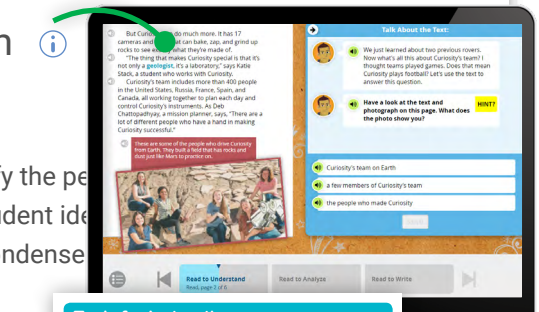 But Curiosity do much more. It has 17
cameras and that can bake, zap, and grind up
rocks to see what they're made of.
"The thing that makes Curiosity special is that it's
not only a geologist, it's a laboratory," says Katie
Stack, a student who works with Curiosity.
Curiosity's team includes more than 400 people
in the United States, Russia, France, Spain, and
Canada, all working together to plan each day and
control Curiosity's instruments. As Deb
Chattopadhyay, a mission planner, says, "There are a
lot of different people who have a hand in making
Curiosity successful."
These are some of the people who drive Curiosity
from Earth. They built a field that has rocks and
dust just like Mars to practice on.
Talk About the Text:
We just learned about two previous rovers.
Now what's all this about Curiosity's team? I
thought teams played games. Does that mean
Curiosity plays football? Let's use the text to
answer this question.
Have a look at the text and
photograph on this page. What does
the photo show you?
HINT?
Curiosity's team on Earth
a few members of Curiosity's team
the people who made Curiosity
Read to Understand
Read, page 2 of 6
Read to Analyze
Read to Write
n
i
fy the pe
udent ide
ndense